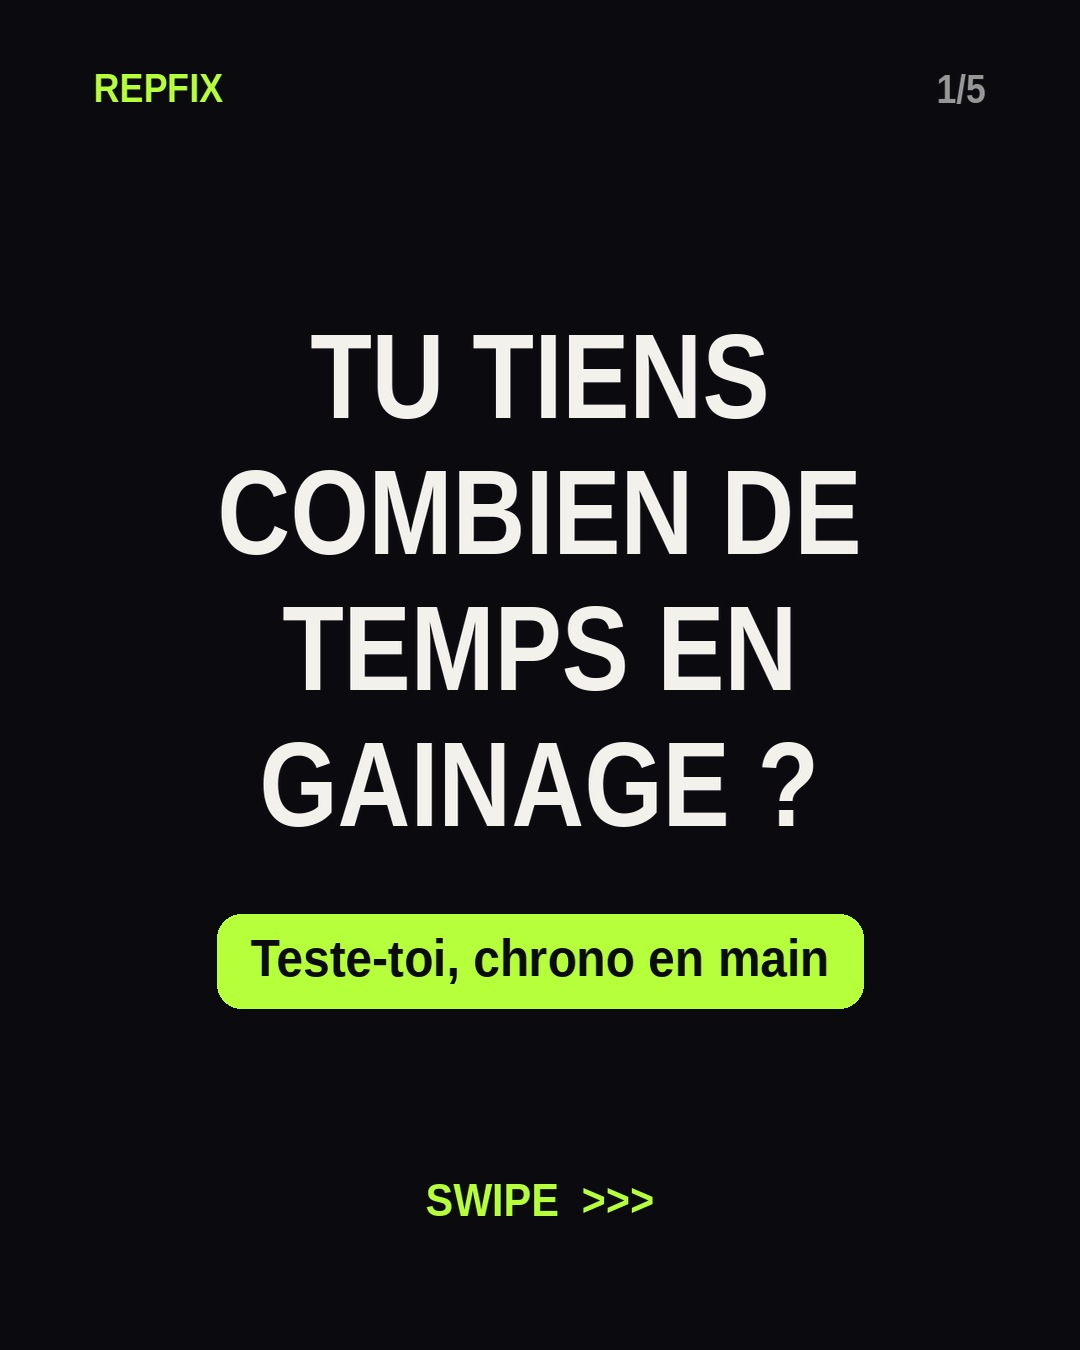 REPFIX
1/5
TU TIENS
COMBIEN DE
TEMPS EN
GAINAGE ?
Teste-toi, chrono en main
SWIPE >>>